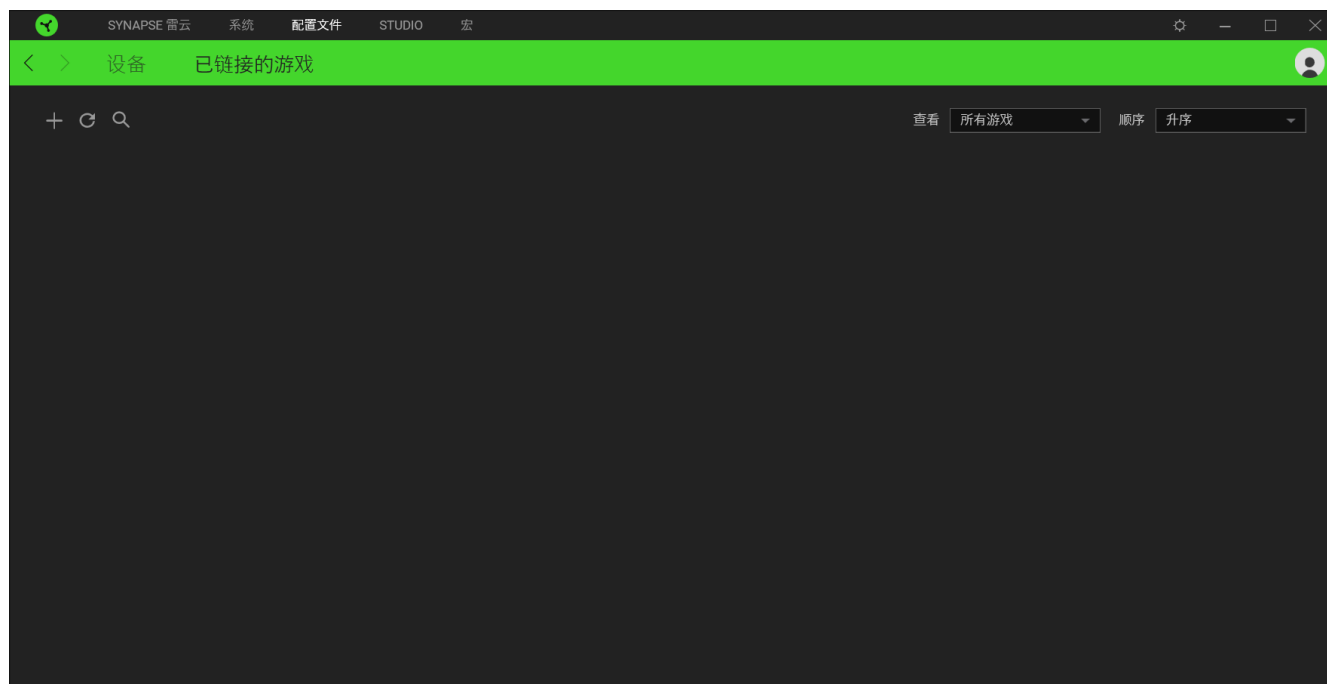 SYNAPSE 雷云 系统 配置文件 STUDIO 宏
设备 已链接的游戏
查看 所有游戏 顺序 升序